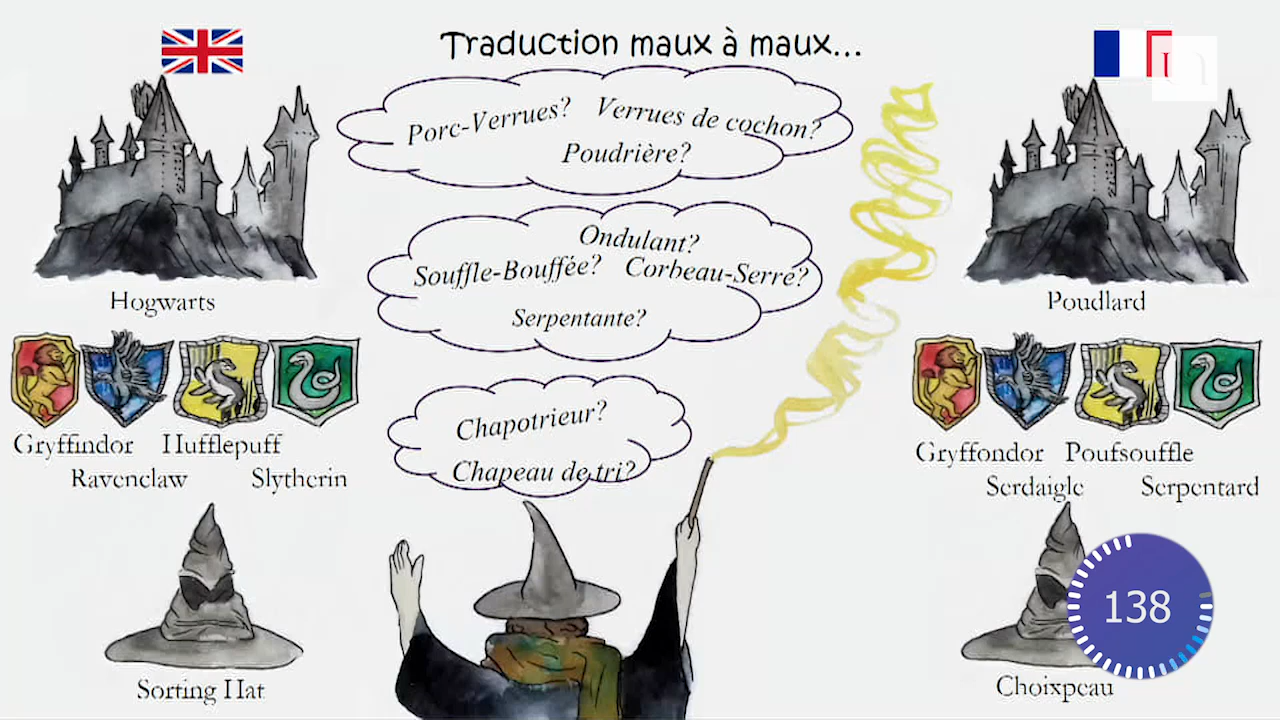 Traduction maux à maux...
Porc-Verrues? Verrues de cochon?
Poudrière?
Ondulant?
Souffle-Bouffée? Corbeau-Serre?
Serpentante?
Chapotrieur?
Chapeau de tri?
Hogwarts
Gryffindor Hufflepuff
Ravenclaw Slytherin
Sorting Hat
Poudlard
Gryffondor Poufsouffle
Serdaigle Serpentard
Choixpeau
138